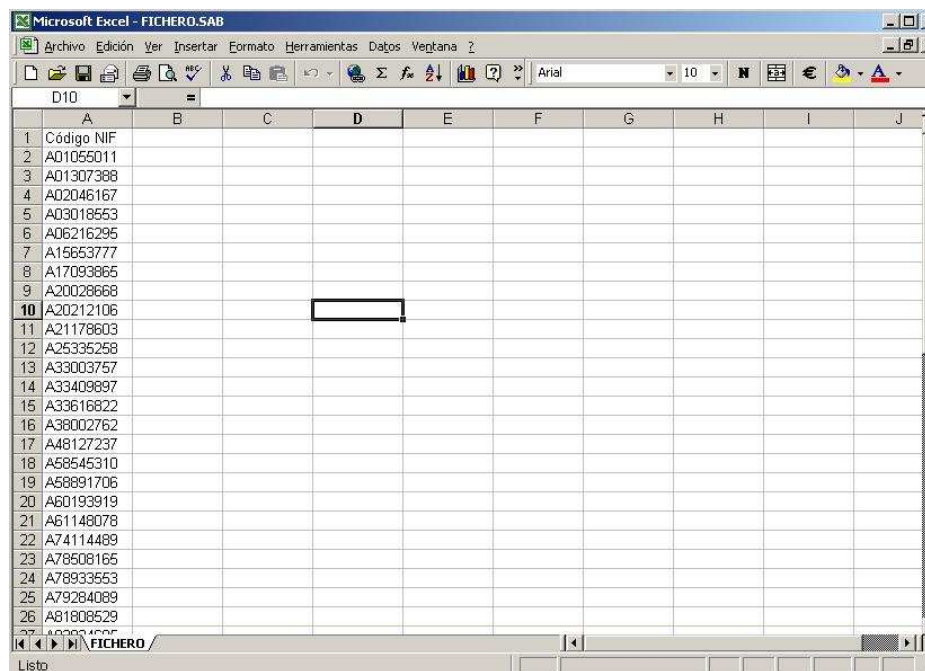 Microsoft Excel - FICHERO.SAB
Archivo Edición Ver Insertar Formato Herramientas Datos Ventana ?
Arial 10 N €
D10 =
A B C D E F G H I J
1 Código NIF
2 A01055011
3 A01307388
4 A02046167
5 A03018553
6 A06216295
7 A15653777
8 A17093865
9 A20028668
10 A20212106
11 A21178603
12 A25335258
13 A33003757
14 A33409897
15 A33616822
16 A38002762
17 A48127237
18 A58545310
19 A58891706
20 A60193919
21 A61148078
22 A74114489
23 A78508165
24 A78933553
25 A79284089
26 A81808529
FICHERO
Listo